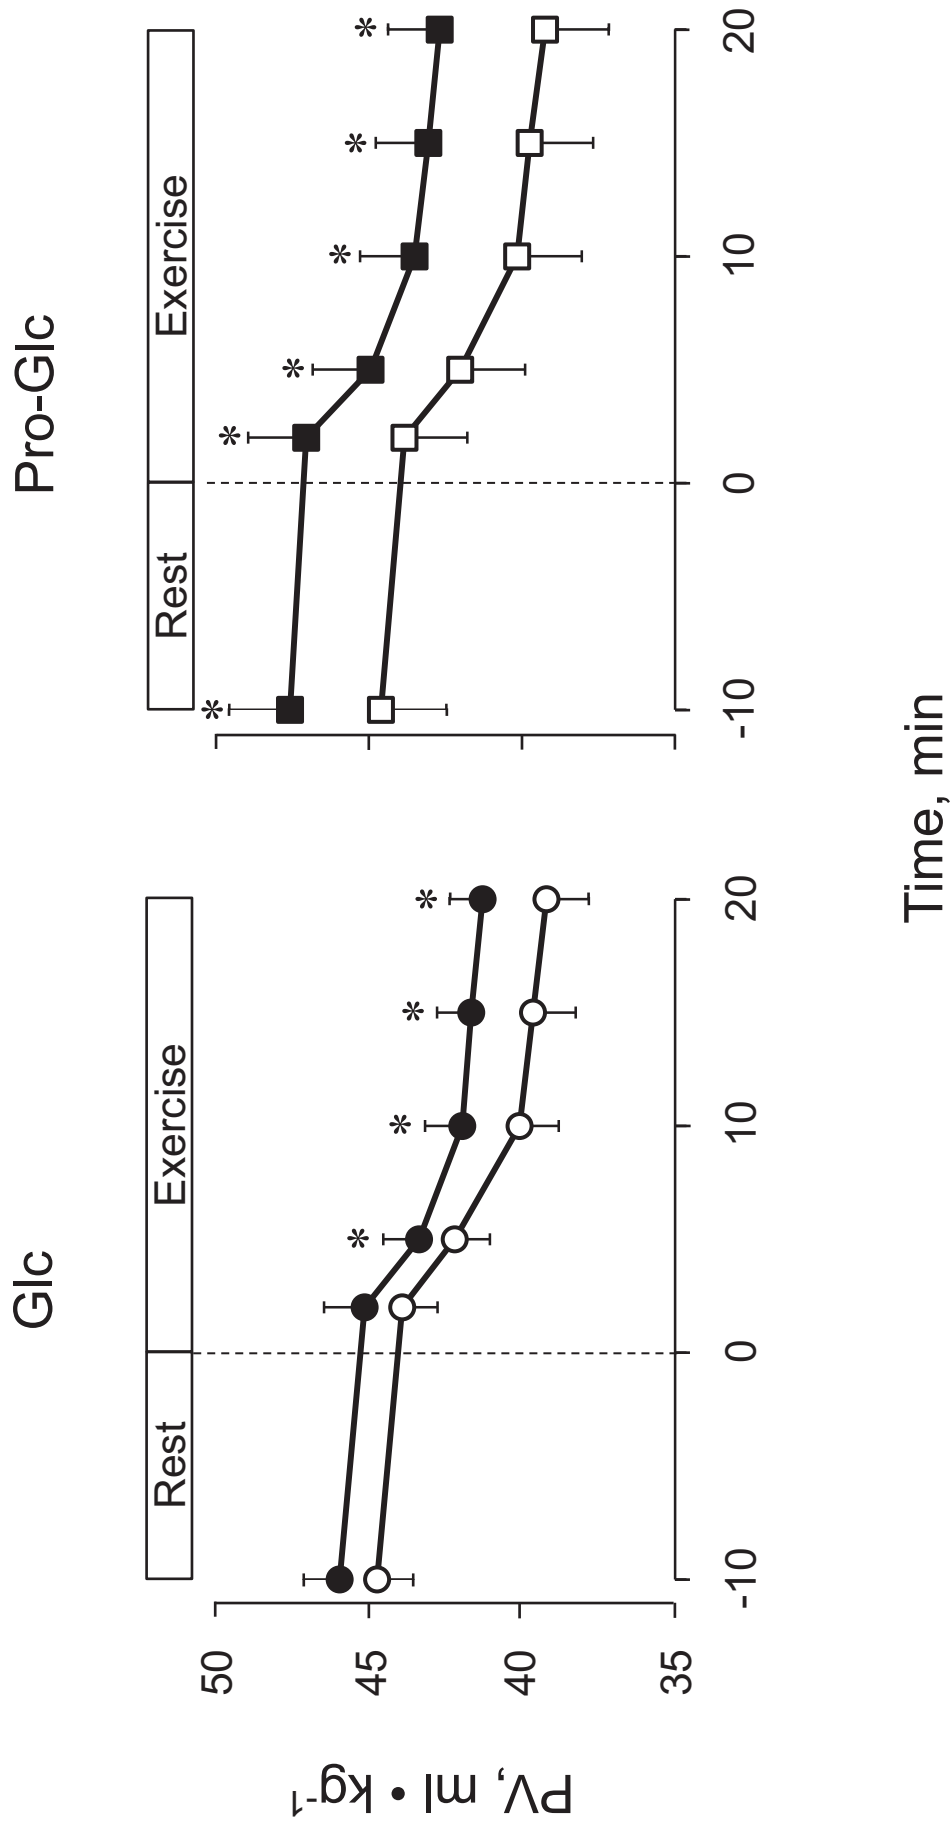 Glc
Pro-Glc
Rest
Exercise
Rest
Exercise
*
*
*
*
*
*
*
*
*
*
50
45
40
35
PV, ml • kg-1
-10
0
10
20
-10
0
10
20
Time, min